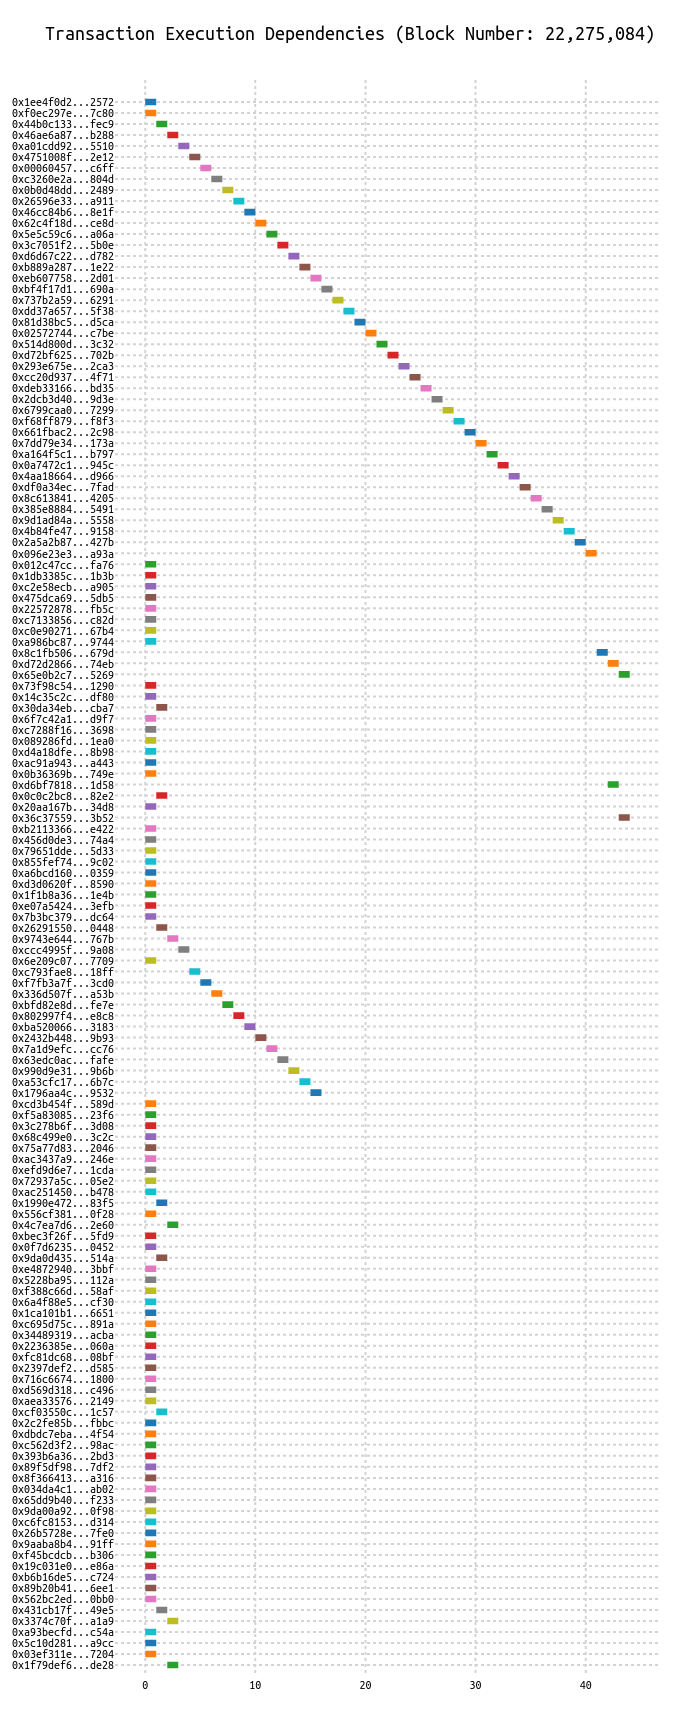 Transaction Execution Dependencies (Block Number: 22,275,084)
0x1ee4f0d2...2572
0xf0ec297e...7c80
0x44b0c133...fec9
0x46ae6a87...b288
0xa01cdd92...5510
0x4751008f...2e12
0x00060457...c6ff
0xc3260e2a...804d
0x0b0d48dd...2489
0x26596e33...a911
0x46cc84b6...8e1f
0x62c4f18d...ce8d
0x5e5c59c6...a06a
0x3c7051f2...5b0e
0xd6d67c22...d782
0xb889a287...1e22
0xeb607758...2d01
0xbf4f17d1...690a
0x737b2a59...6291
0xdd37a657...5f38
0x81d38bc5...d5ca
0x02572744...c7be
0x514d800d...3c32
0xd72bf625...702b
0x293e675e...2ca3
0xcc20d937...4f71
0xdeb33166...bd35
0x2dcb3d40...9d3e
0x6799caa0...7299
0xf68ff879...f8f3
0x661fbac2...2c98
0x7dd79e34...173a
0xa164f5c1...b797
0x0a7472c1...945c
0x4aa18664...d966
0xdf0a34ec...7fad
0x8c613841...4205
0x385e8884...5491
0x9d1ad84a...5558
0x4b84fe47...9158
0x2a5a2b87...427b
0x096e23e3...a93a
0x012c47cc...fa76
0x1db3385c...1b3b
0xc2e58ecb...a905
0x475dca69...5db5
0x22572878...fb5c
0xc7133856...c82d
0xc0e90271...67b4
0xa986bc87...9744
0x8c1fb506...679d
0xd72d2866...74eb
0x65e0b2c7...5269
0x73f98c54...1290
0x14c35c2c...df80
0x30da34eb...cba7
0x6f7c42a1...d9f7
0xc7288f16...3698
0x089286fd...1ea0
0xd4a18dfe...8b98
0xac91a943...a443
0x0b36369b...749e
0xd6bf7818...1d58
0x0c0c2bc8...82e2
0x20aa167b...34d8
0x36c37559...3b52
0xb2113366...e422
0x456d0de3...74a4
0x79651dde...5d33
0x855fef74...9c02
0xa6bcd160...0359
0xd3d0620f...8590
0x1f1b8a36...1e4b
0xe07a5424...3efb
0x7b3bc379...dc64
0x26291550...0448
0x9743e644...767b
0xccc4995f...9a08
0x6e209c07...7709
0xc793fae8...18ff
0xf7fb3a7f...3cd0
0x336d507f...a53b
0xbfd82e8d...fe7e
0x802997f4...e8c8
0xba520066...3183
0x2432b448...9b93
0x7a1d9efc...cc76
0x63edc0ac...fafe
0x990d9e31...9b6b
0xa53cfc17...6b7c
0x1796aa4c...9532
0xcd3b454f...589d
0xf5a83085...23f6
0x3c278b6f...3d08
0x68c499e0...3c2c
0x75a77d83...2046
0xac3437a9...246e
0xefd9d6e7...1cda
0x72937a5c...05e2
0xac251450...b478
0x1990e472...83f5
0x556cf381...0f28
0x4c7ea7d6...2e60
0xbec3f26f...5fd9
0x0f7d6235...0452
0x9da0d435...514a
0xe4872940...3bbf
0x5228ba95...112a
0xf388c66d...58af
0x6a4f88e5...cf30
0x1ca101b1...6651
0xc695d75c...891a
0x34489319...acba
0x2236385e...060a
0xfc81dc68...08bf
0x2397def2...d585
0x716c6674...1800
0xd569d318...c496
0xaea33576...2149
0xcf03550c...1c57
0x2c2fe85b...fbbc
0xdbdc7eba...4f54
0xc562d3f2...98ac
0x393b6a36...2bd3
0x89f5df98...7df2
0x8f366413...a316
0x034da4c1...ab02
0x65dd9b40...f233
0x9da00a92...0f98
0xc6fc8153...d314
0x26b5728e...7fe0
0x9aaba8b4...91ff
0xf45bcdcb...b306
0x19c031e0...e86a
0xb6b16de5...c724
0x89b20b41...6ee1
0x562bc2ed...0bb0
0x431cb17f...49e5
0x3374c70f...a1a9
0xa93becfd...c54a
0x5c10d281...a9cc
0x03ef311e...7204
0x1f79def6...de28
0 10 20 30 40